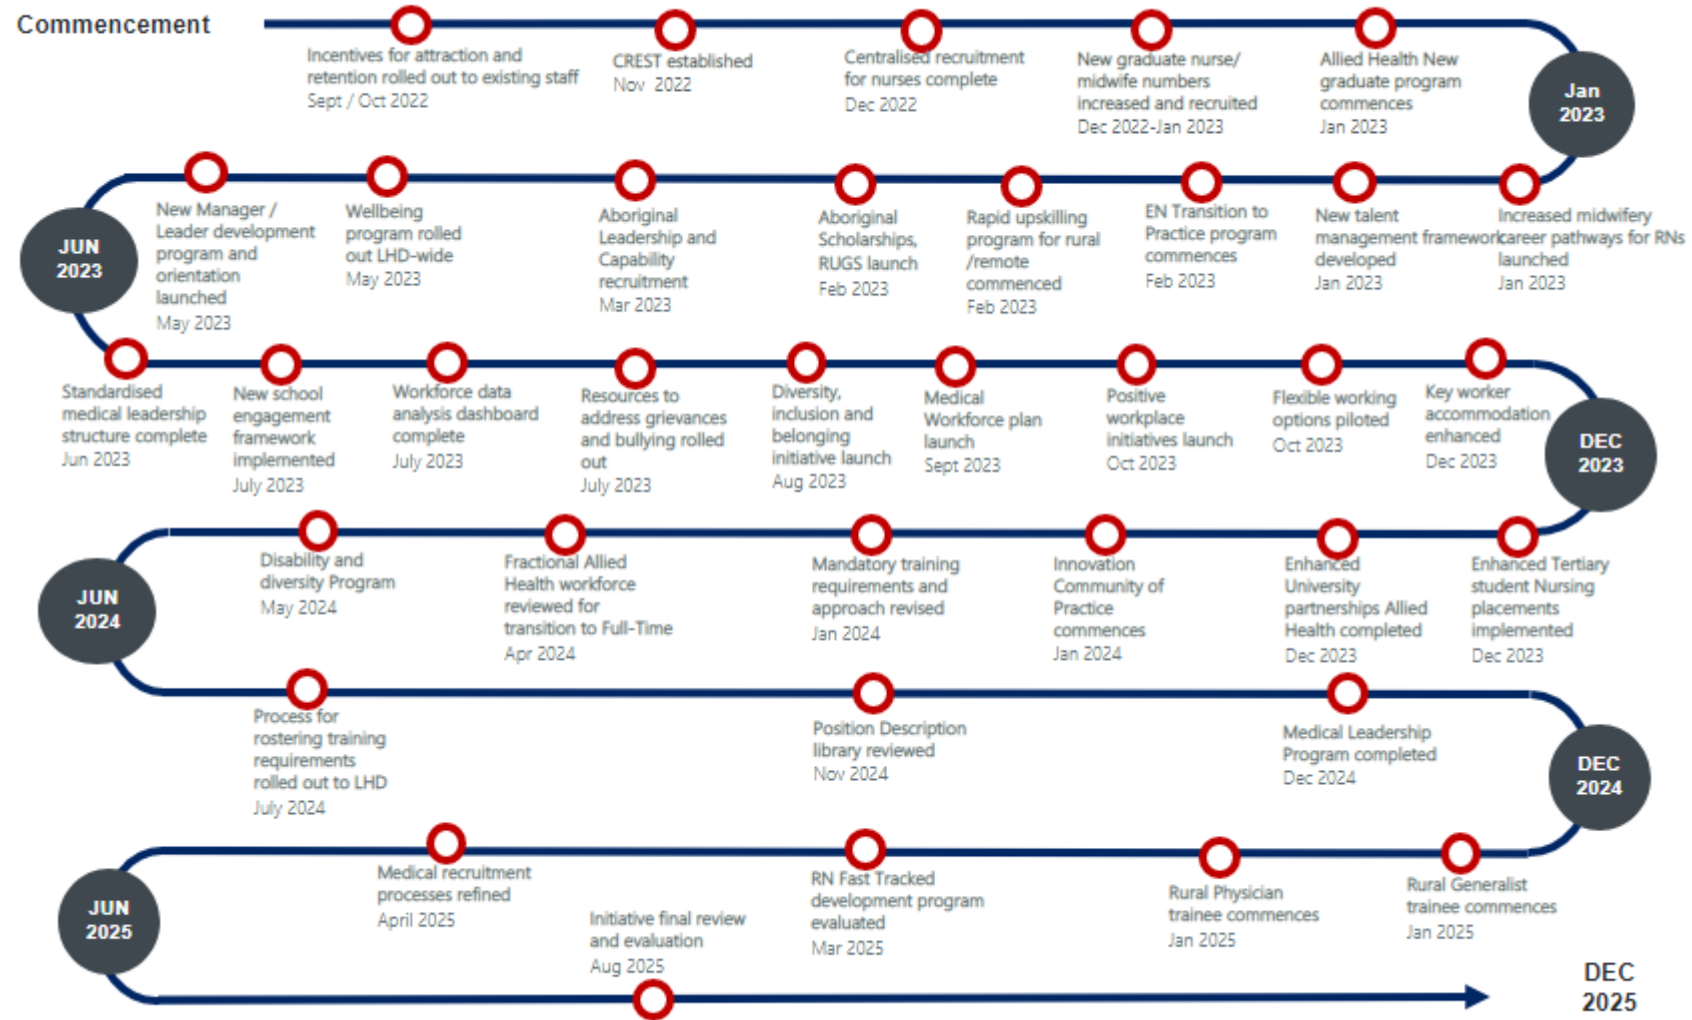 Commencement
Incentives for attraction and
retention rolled out to existing staff
Sept / Oct 2022
CREST established
Nov 2022
Centralised recruitment
for nurses complete
Dec 2022
New graduate nurse/
midwife numbers
increased and recruited
Dec 2022-Jan 2023
Allied Health New
graduate program
commences
Jan 2023
Jan
2023
Increased midwifery
career pathways for RNs
launched
Jan 2023
New talent
management framework
developed
Jan 2023
EN Transition to
Practice program
commences
Feb 2023
Rapid upskilling
program for rural
/remote
commenced
Feb 2023
Aboriginal
Scholarships,
RUGS launch
Feb 2023
Aboriginal
Leadership and
Capability
recruitment
Mar 2023
Wellbeing
program rolled
out LHD-wide
May 2023
New Manager /
Leader development
program and
orientation
launched
May 2023
JUN
2023
Standardised
medical leadership
structure complete
Jun 2023
New school
engagement
framework
implemented
July 2023
Workforce data
analysis dashboard
complete
July 2023
Resources to
address grievances
and bullying rolled
out
July 2023
Diversity,
inclusion and
belonging
initiative launch
Aug 2023
Medical
Workforce plan
launch
Sept 2023
Positive
workplace
initiatives launch
Oct 2023
Flexible working
options piloted
Oct 2023
Key worker
accommodation
enhanced
Dec 2023
DEC
2023
Enhanced Tertiary
student Nursing
placements
implemented
Dec 2023
Enhanced
University
partnerships Allied
Health completed
Dec 2023
Innovation
Community of
Practice
commences
Jan 2024
Mandatory training
requirements and
approach revised
Jan 2024
Fractional Allied
Health workforce
reviewed for
transition to Full-Time
Apr 2024
Disability and
diversity Program
May 2024
JUN
2024
Process for
rostering training
requirements
rolled out to LHD
July 2024
Position Description
library reviewed
Nov 2024
Medical Leadership
Program completed
Dec 2024
DEC
2024
Rural Generalist
trainee commences
Jan 2025
Rural Physician
trainee commences
Jan 2025
RN Fast Tracked
development program
evaluated
Mar 2025
Medical recruitment
processes refined
April 2025
JUN
2025
Initiative final review
and evaluation
Aug 2025
DEC
2025